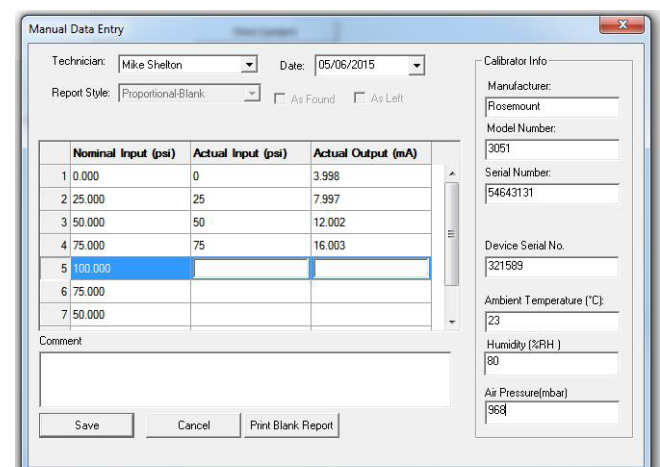 Manual Data Entry
Technician: Mike Shelton Date: 05/06/2015
Report Style: Proportional-Blank As Found As Left
Nominal Input (psi) Actual Input (psi) Actual Output (mA)
1 0.000 0 3.998
2 25.000 25 7.997
3 50.000 50 12.002
4 75.000 75 16.003
5 100.000
6 75.000
7 50.000
Comment
Save Cancel Print Blank Report
Calibrator Info
Manufacturer:
Rosemount
Model Number:
3051
Serial Number:
54643131
Device Serial No.
321589
Ambient Temperature (°C):
23
Humidity (%RH )
80
Air Pressure(mbar)
968